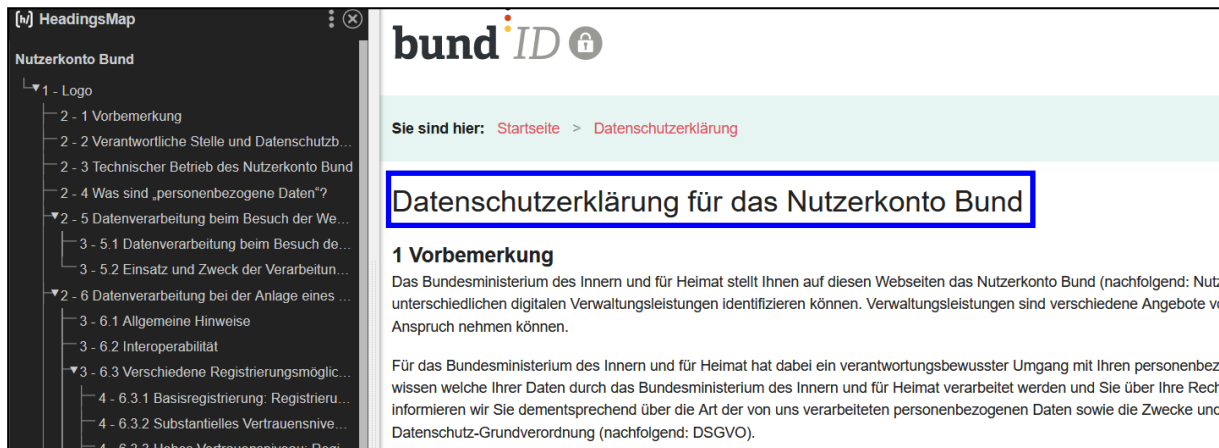 HeadingsMap
Nutzerkonto Bund
1 - Logo
2 - 1 Vorbemerkung
2 - 2 Verantwortliche Stelle und Datenschutzb...
2 - 3 Technischer Betrieb des Nutzerkonto Bund
2 - 4 Was sind „personenbezogene Daten“?
2 - 5 Datenverarbeitung beim Besuch der We...
3 - 5.1 Datenverarbeitung beim Besuch de...
3 - 5.2 Einsatz und Zweck der Verarbeitun...
2 - 6 Datenverarbeitung bei der Anlage eines ...
3 - 6.1 Allgemeine Hinweise
3 - 6.2 Interoperabilität
3 - 6.3 Verschiedene Registrierungsmöglic...
4 - 6.3.1 Basisregistrierung: Registrieru...
4 - 6.3.2 Substantielles Vertrauensnive...
4 - 6.3.3 Hohes Vertrauensniveau: Regi...
bund ID
Sie sind hier: Startseite > Datenschutzerklärung
Datenschutzerklärung für das Nutzerkonto Bund
1 Vorbemerkung
Das Bundesministerium des Innern und für Heimat stellt Ihnen auf diesen Webseiten das Nutzerkonto Bund (nachfolgend: Nutz
unterschiedlichen digitalen Verwaltungsleistungen identifizieren können. Verwaltungsleistungen sind verschiedene Angebote vo
Anspruch nehmen können.
Für das Bundesministerium des Innern und für Heimat hat dabei ein verantwortungsbewusster Umgang mit Ihren personenbez
wissen welche Ihrer Daten durch das Bundesministerium des Innern und für Heimat verarbeitet werden und Sie über Ihre Rech
informieren wir Sie dementsprechend über die Art der von uns verarbeiteten personenbezogenen Daten sowie die Zwecke und
Datenschutz-Grundverordnung (nachfolgend: DSGVO).